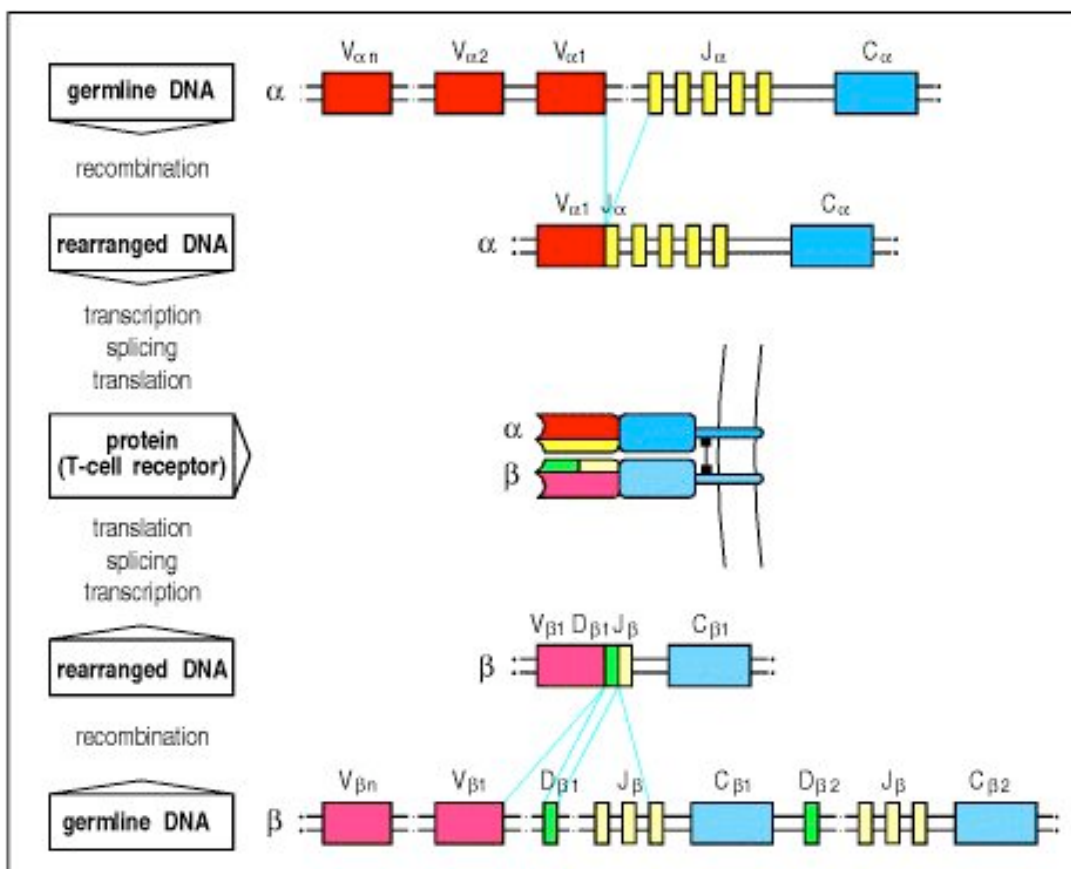 Vαn Vα2 Vα1 Jα Cα
germline DNA α
recombination
Vα1 Jα Cα
rearranged DNA α
transcription
splicing
translation
protein
(T-cell receptor)
α
β
translation
splicing
transcription
Vβ1 Dβ1 Jβ Cβ1
rearranged DNA β
recombination
Vβn Vβ1 Dβ1 Jβ Cβ1 Dβ2 Jβ Cβ2
germline DNA β